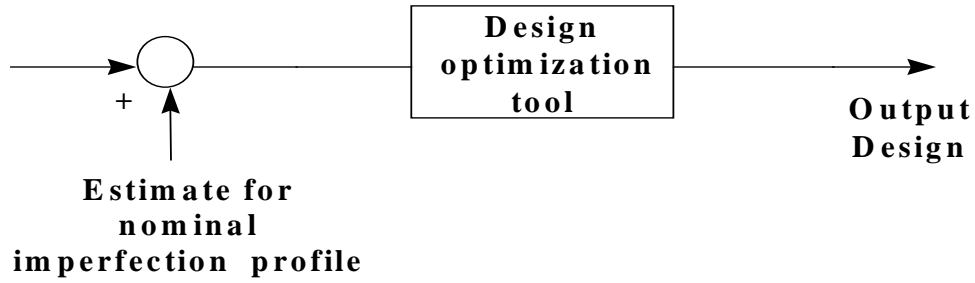 Design
optimization
tool
+
Output
Design
Estimate for
nominal
imperfection profile